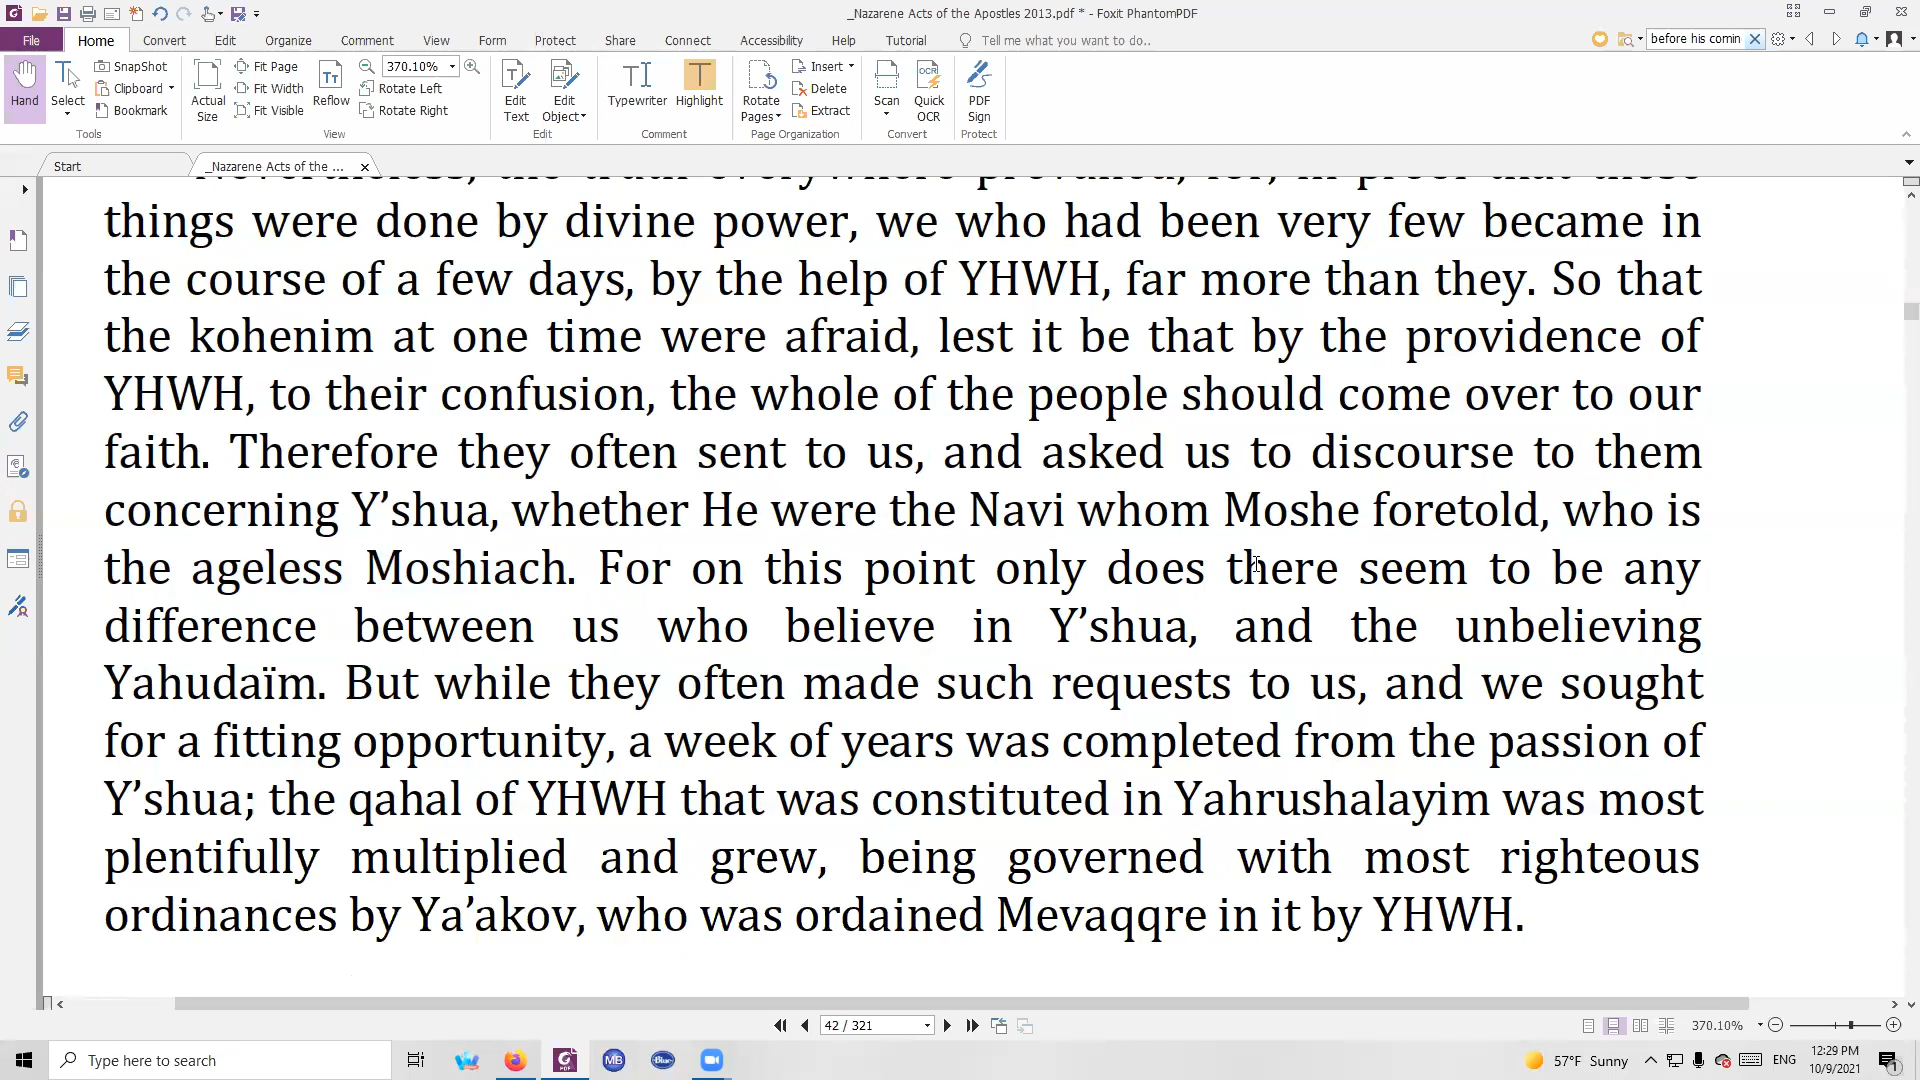 _Nazarene Acts of the Apostles 2013.pdf * - Foxit PhantomPDF
File Home Convert Edit Organize Comment View Form Protect Share Connect Accessibility Help Tutorial Tell me what you want to do.. before his comin
Hand Select SnapShot Clipboard Bookmark Actual Size Fit Page Fit Width Fit Visible Reflow 370.10% Rotate Left Rotate Right Edit Text Edit Object Typewriter Highlight Rotate Pages Insert Delete Extract Scan Quick OCR PDF Sign
Tools View Edit Comment Page Organization Convert Protect
Start _Nazarene Acts of the ...
Nevertheless, the truth everywhere prevailed; for, in proof that these
things were done by divine power, we who had been very few became in
the course of a few days, by the help of YHWH, far more than they. So that
the kohenim at one time were afraid, lest it be that by the providence of
YHWH, to their confusion, the whole of the people should come over to our
faith. Therefore they often sent to us, and asked us to discourse to them
concerning Y’shua, whether He were the Navi whom Moshe foretold, who is
the ageless Moshiach. For on this point only does there seem to be any
difference between us who believe in Y’shua, and the unbelieving
Yahudaïm. But while they often made such requests to us, and we sought
for a fitting opportunity, a week of years was completed from the passion of
Y’shua; the qahal of YHWH that was constituted in Yahrushalayim was most
plentifully multiplied and grew, being governed with most righteous
ordinances by Ya’akov, who was ordained Mevaqqre in it by YHWH.
42 / 321 370.10%
Type here to search MB Blue 57°F Sunny ENG 12:29 PM
10/9/2021 1